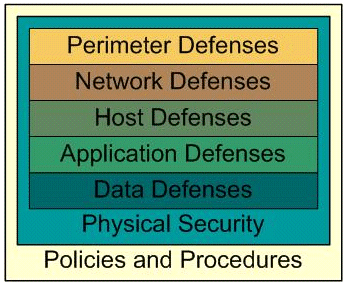 Perimeter Defenses
Network Defenses
Host Defenses
Application Defenses
Data Defenses
Physical Security
Policies and Procedures